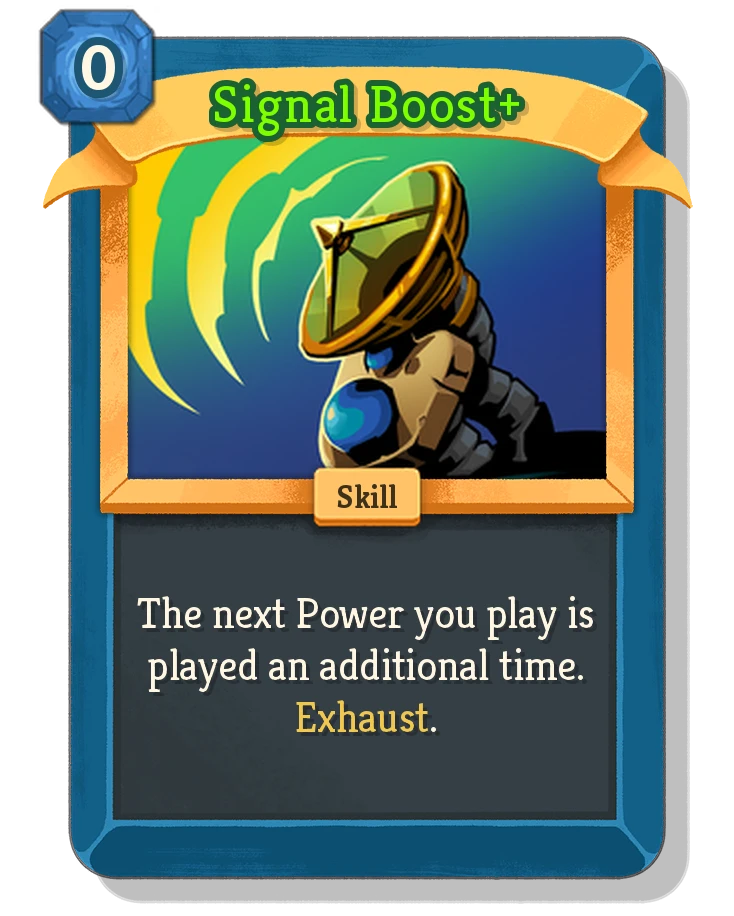 0
Signal Boost+
Skill
The next Power you play is
played an additional time.
Exhaust.